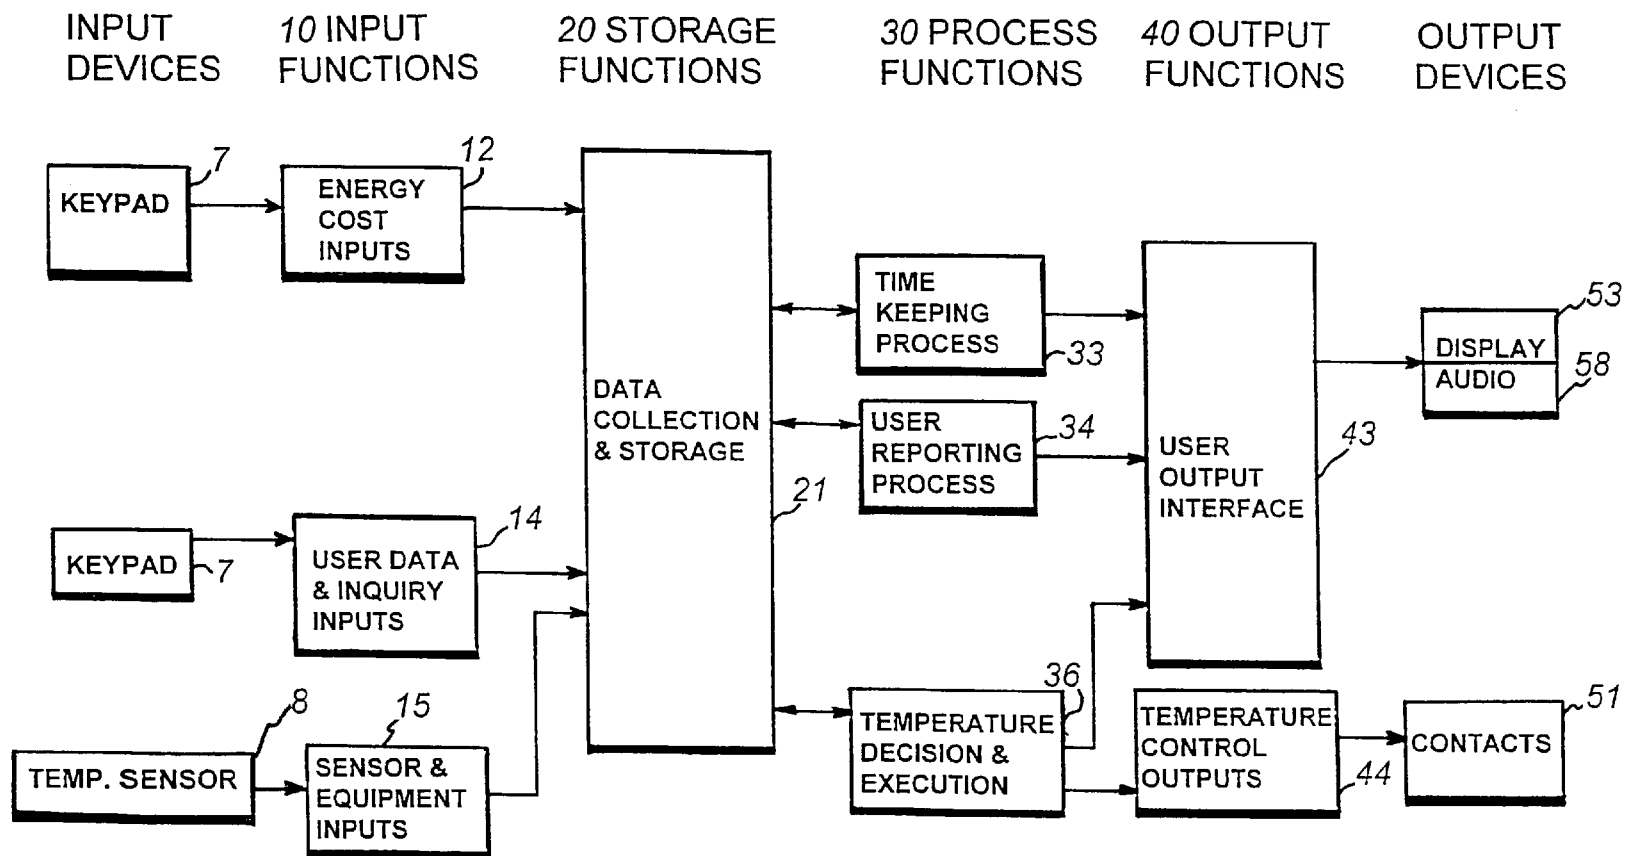 INPUT
DEVICES
10 INPUT
FUNCTIONS
20 STORAGE
FUNCTIONS
30 PROCESS
FUNCTIONS
40 OUTPUT
FUNCTIONS
OUTPUT
DEVICES
KEYPAD
7
ENERGY
COST
INPUTS
12
KEYPAD
7
USER DATA
& INQUIRY
INPUTS
14
TEMP. SENSOR
8
SENSOR &
EQUIPMENT
INPUTS
15
DATA
COLLECTION
& STORAGE
21
TIME
KEEPING
PROCESS
33
USER
REPORTING
PROCESS
34
TEMPERATURE
DECISION &
EXECUTION
36
USER
OUTPUT
INTERFACE
43
TEMPERATURE
CONTROL
OUTPUTS
44
DISPLAY
53
AUDIO
58
CONTACTS
51